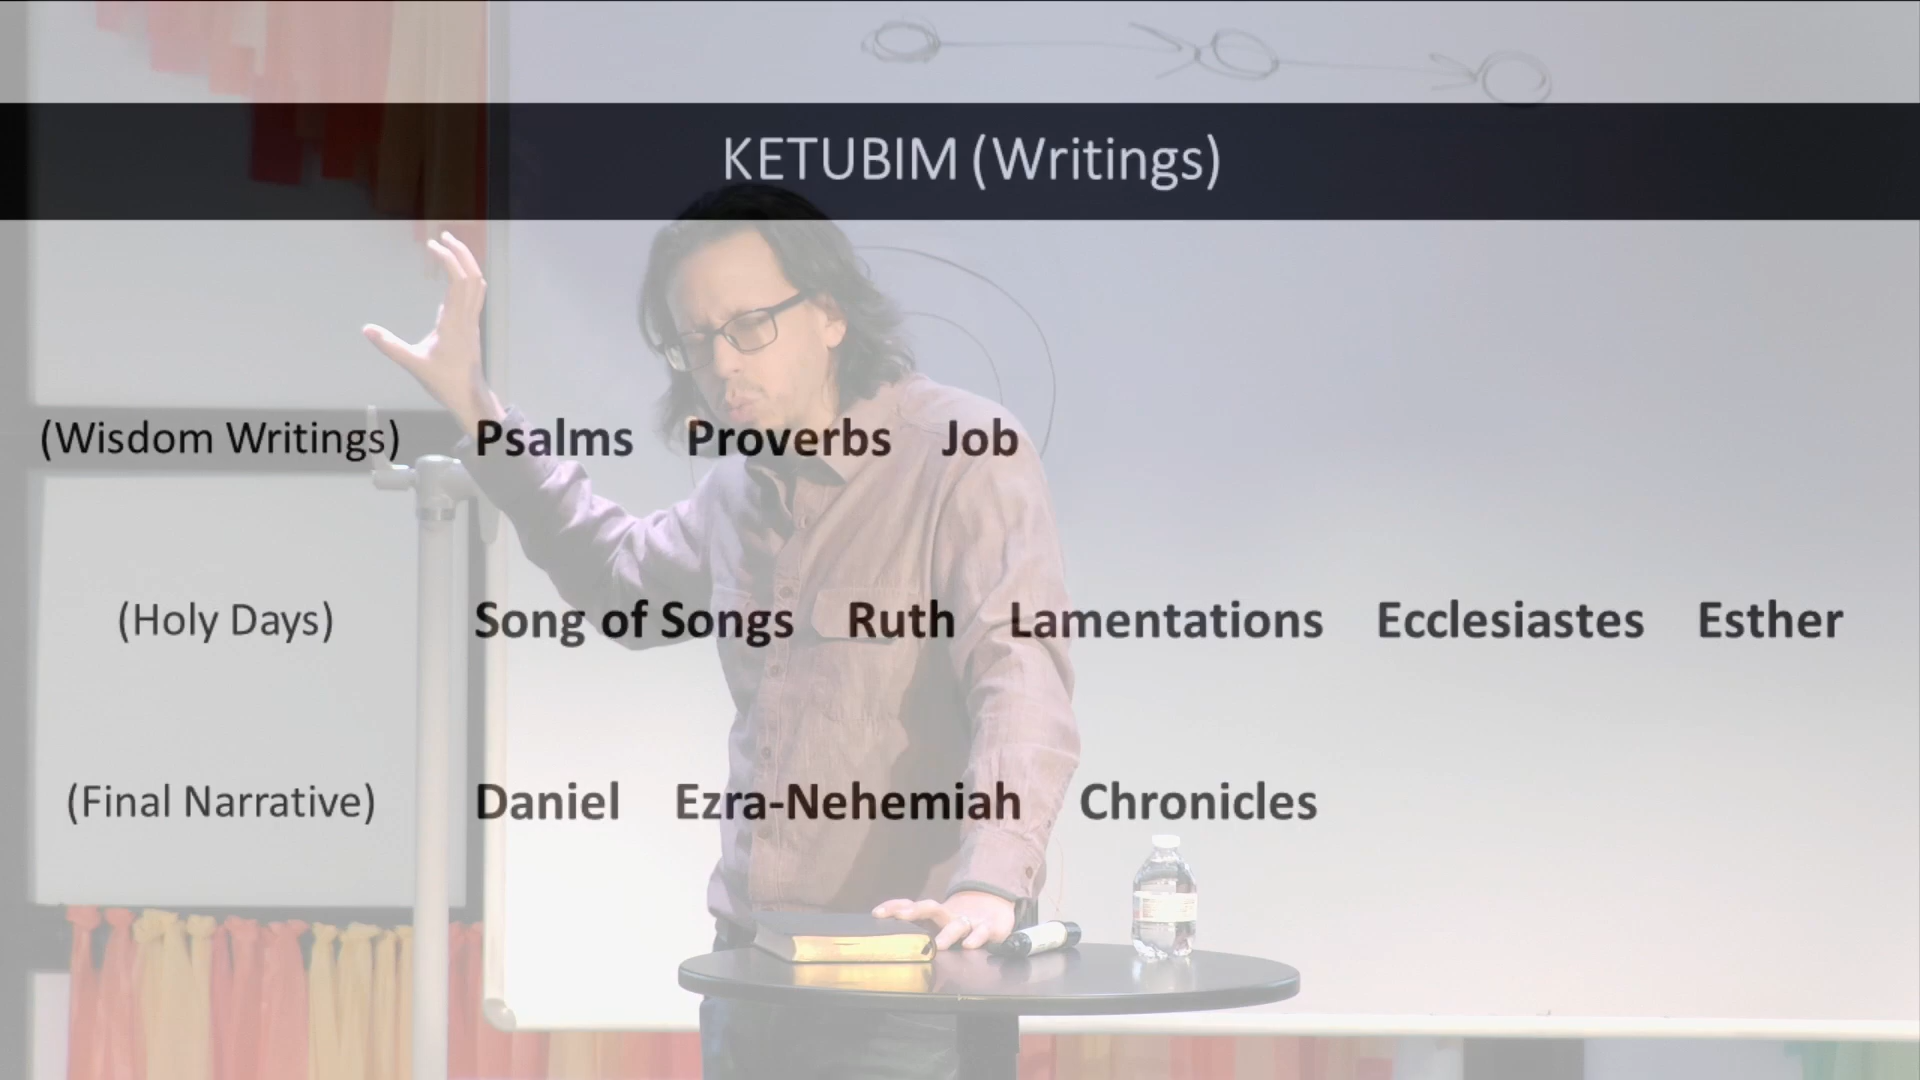 KETUBIM (Writings)
(Wisdom Writings) Psalms Proverbs Job
(Holy Days) Song of Songs Ruth Lamentations Ecclesiastes Esther
(Final Narrative) Daniel Ezra-Nehemiah Chronicles